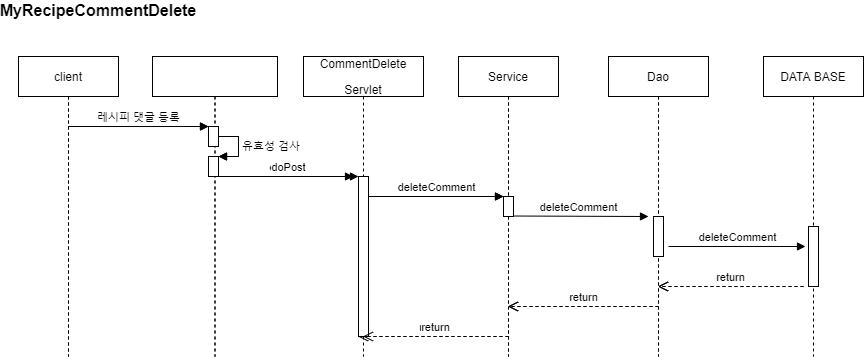 MyRecipeCommentDelete
client
CommentDelete
Servlet
Service
Dao
DATA BASE
레시피 댓글 등록
유효성 검사
doPost
deleteComment
deleteComment
deleteComment
return
return
return